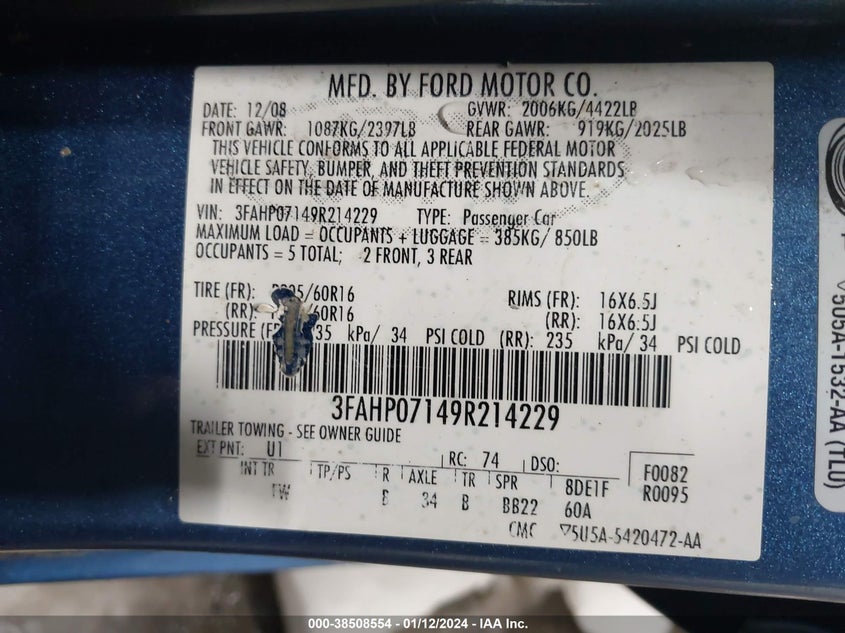 MFD. BY FORD MOTOR CO.
DATE: 12/08 GVWR: 2006KG/4422LB
FRONT GAWR: 1087KG/2397LB REAR GAWR: 919KG/2025LB
THIS VEHICLE CONFORMS TO ALL APPLICABLE FEDERAL MOTOR
VEHICLE SAFETY, BUMPER, AND THEFT PREVENTION STANDARDS
IN EFFECT ON THE DATE OF MANUFACTURE SHOWN ABOVE.
VIN: 3FAHP07149R214229 TYPE: Passenger Car
MAXIMUM LOAD = OCCUPANTS + LUGGAGE = 385KG/ 850LB
OCCUPANTS = 5 TOTAL; 2 FRONT, 3 REAR
TIRE (FR): RIMS (FR): 16X6.5J
(RR): (RR): 16X6.5J
PRESSURE kPa/ 34 PSI COLD (RR): 235 kPa/ 34 PSI COLD
3FAHP07149R214229
TRAILER TOWING - SEE OWNER GUIDE
EXT PNT: U1 RC: 74 DSO: F0082
INT TR TP/PS R AXLE TR SPR 8DE1F R0095
TW 34 B BB22 60A
CMC 5U5A-5420472-AA
5U5A-1532-AA (TLU)
000-38508554 - 01/12/2024 - IAA Inc.